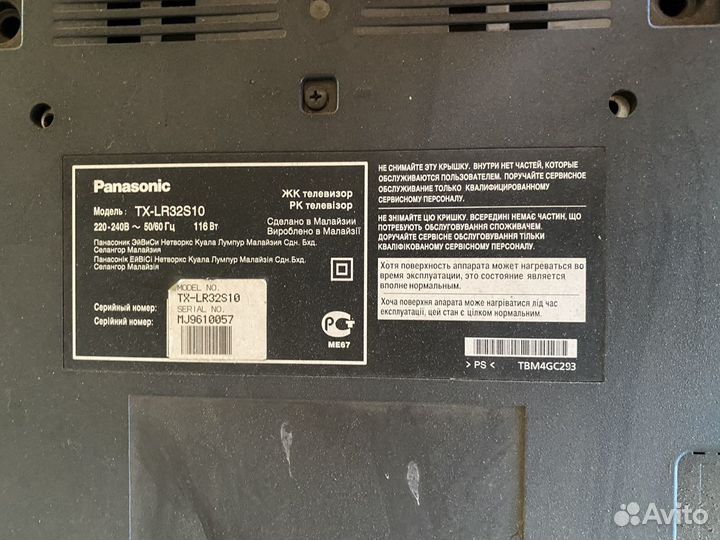 Panasonic
ЖК телевизор
РК телевізор
Модель: TX-LR32S10
220-240В ~ 50/60 Гц 116 Вт
Сделано в Малайзии
Вироблено в Малайзії
Панасоник ЭйВиСи Нетворкс Куала Лумпур Малайзия Сдн. Бхд.
Селангор Малайзия
Панасонік ЕйВіСі Нетворкс Куала Лумпур Малайзія Сдн. Бхд.
Селангор Малайзія
Серийный номер:
Серійний номер:
MODEL NO.
TX-LR32S10
SERIAL NO.
MJ9610057
РСТ
ME67
НЕ СНИМАЙТЕ ЭТУ КРЫШКУ. ВНУТРИ НЕТ ЧАСТЕЙ, КОТОРЫЕ
ОБСЛУЖИВАЮТСЯ ПОЛЬЗОВАТЕЛЕМ. ПОРУЧАЙТЕ СЕРВИСНОЕ
ОБСЛУЖИВАНИЕ ТОЛЬКО КВАЛИФИЦИРОВАННОМУ
СЕРВИСНОМУ ПЕРСОНАЛУ.
НЕ ЗНІМАЙТЕ ЦЮ КРИШКУ. ВСЕРЕДИНІ НЕМАЄ ЧАСТИН, ЩО
ПОТРЕБУЮТЬ ОБСЛУГОВУВАННЯ СПОЖИВАЧЕМ.
ДОРУЧАЙТЕ СЕРВІСНЕ ОБСЛУГОВУВАННЯ ТІЛЬКИ
КВАЛІФІКОВАНОМУ СЕРВІСНОМУ ПЕРСОНАЛУ.
Хотя поверхность аппарата может нагреваться во
время эксплуатации, это состояние является
вполне нормальным.
Хоча поверхня апарата може нагріватися під час
експлуатації, цей стан є цілком нормальним.
> PS <
TBM4GC293
Avito